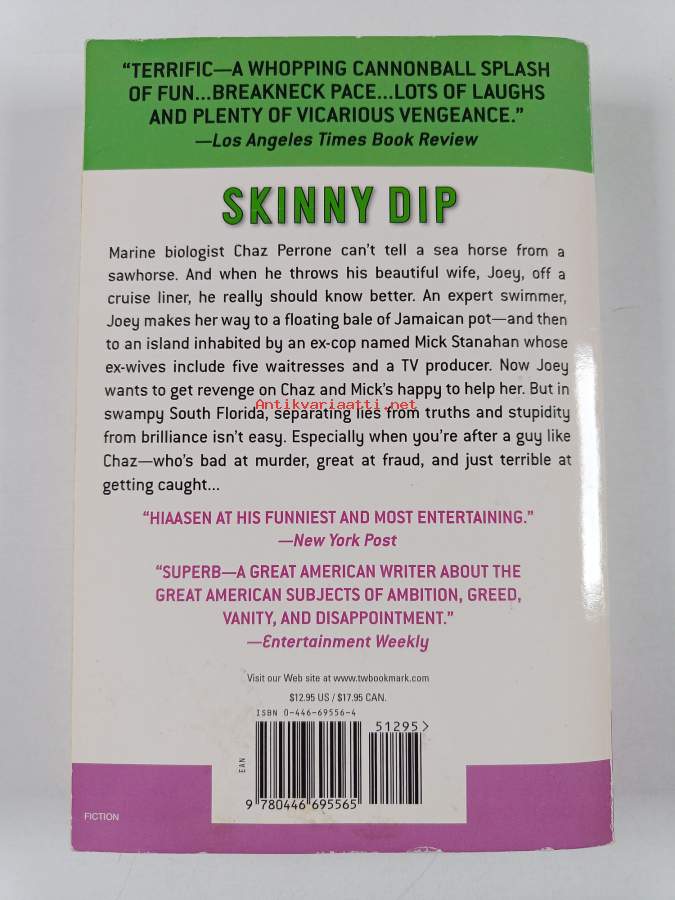 “TERRIFIC—A WHOPPING CANNONBALL SPLASH
OF FUN...BREAKNECK PACE...LOTS OF LAUGHS
AND PLENTY OF VICARIOUS VENGEANCE.”
—Los Angeles Times Book Review
SKINNY DIP
Marine biologist Chaz Perrone can’t tell a sea horse from a
sawhorse. And when he throws his beautiful wife, Joey, off a
cruise liner, he really should know better. An expert swimmer,
Joey makes her way to a floating bale of Jamaican pot—and then
to an island inhabited by an ex-cop named Mick Stanahan whose
ex-wives include five waitresses and a TV producer. Now Joey
wants to get revenge on Chaz and Mick’s happy to help her. But in
Antikvariaatti.net
swampy South Florida, separating lies from truths and stupidity
from brilliance isn’t easy. Especially when you’re after a guy like
Chaz—who’s bad at murder, great at fraud, and just terrible at
getting caught...
“HIAASEN AT HIS FUNNIEST AND MOST ENTERTAINING.”
—New York Post
“SUPERB—A GREAT AMERICAN WRITER ABOUT THE
GREAT AMERICAN SUBJECTS OF AMBITION, GREED,
VANITY, AND DISAPPOINTMENT.”
—Entertainment Weekly
Visit our Web site at www.twbookmark.com
$12.95 US / $17.95 CAN.
ISBN 0-446-69556-4
51295>
EAN
9 780446 695565
FICTION